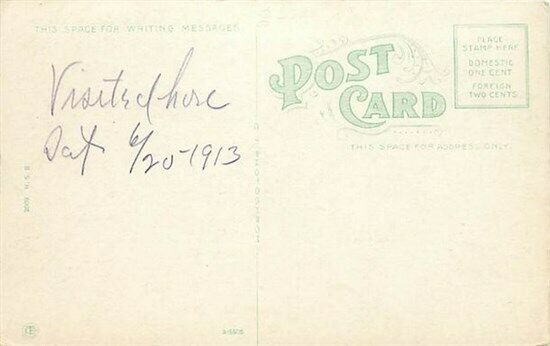 THIS SPACE FOR WRITING MESSAGES
Visited here
Sat 6/20-1913
POST
CARD
PLACE
STAMP HERE
DOMESTIC
ONE CENT
FOREIGN
TWO CENTS
THIS SPACE FOR ADDRESS ONLY.